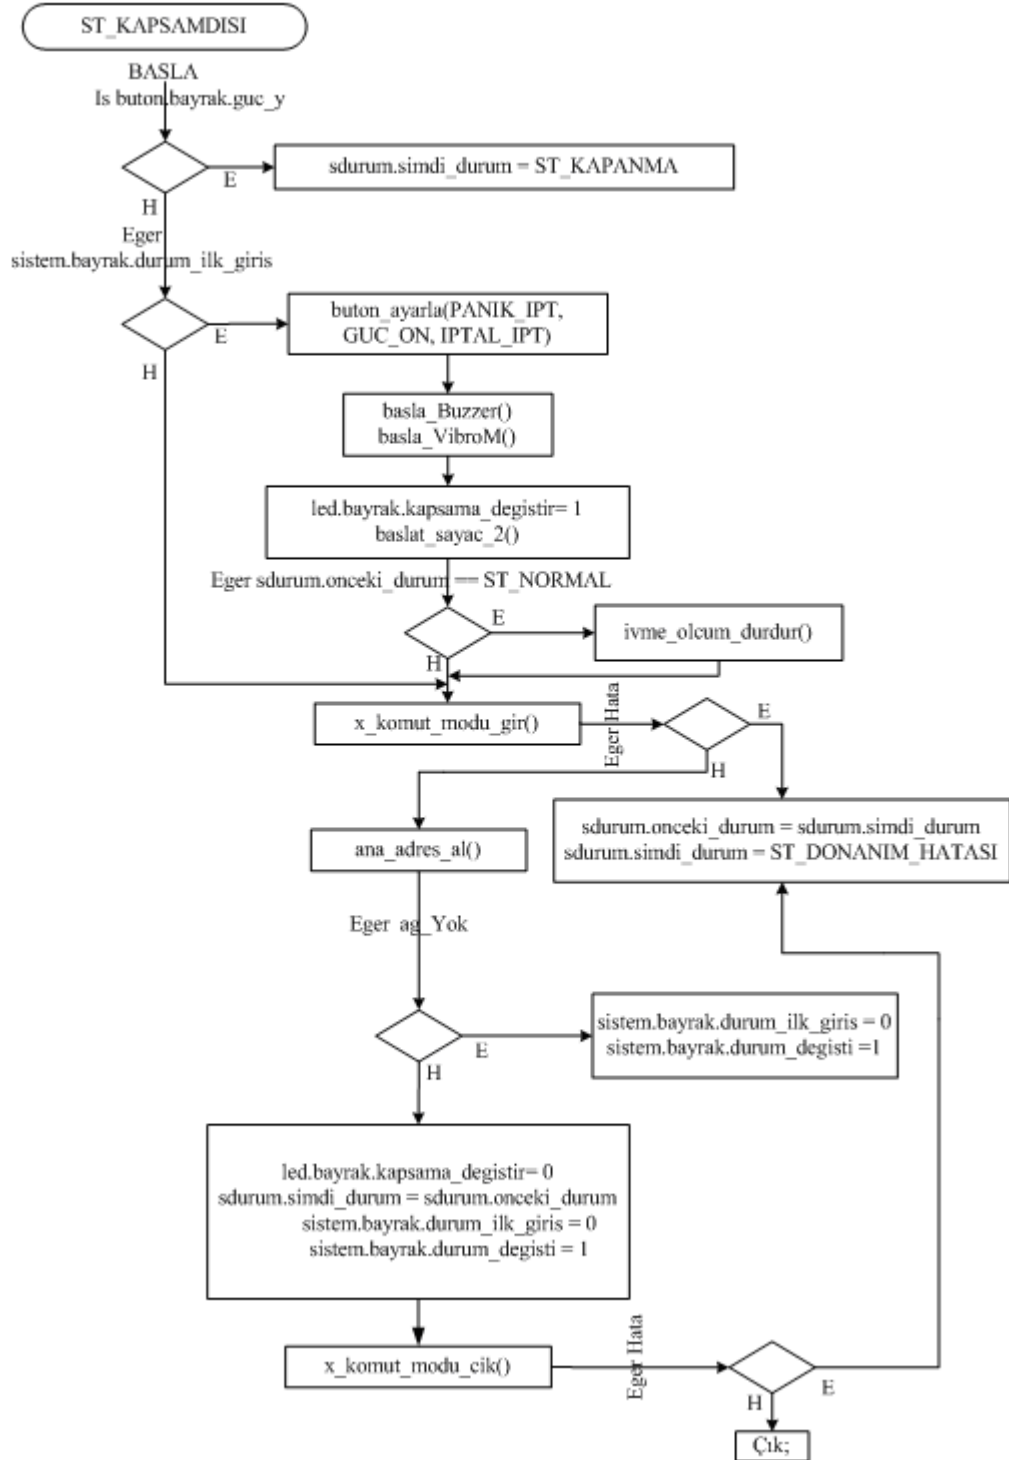 ST_KAPSAMDISI
BASLA
Is buton.bayrak.guc_y
E
sdurum.simdi_durum = ST_KAPANMA
H
Eger
sistem.bayrak.durum_ilk_giris
E
buton_ayarla(PANIK_IPT,
GUC_ON, IPTAL_IPT)
H
basla_Buzzer()
basla_VibroM()
led.bayrak.kapsama_degistir= 1
baslat_sayac_2()
Eger sdurum.onceki_durum == ST_NORMAL
E
ivme_olcum_durdur()
H
x_komut_modu_gir()
Eger Hata
E
H
sdurum.onceki_durum = sdurum.simdi_durum
sdurum.simdi_durum = ST_DONANIM_HATASI
ana_adres_al()
Eger ag_Yok
E
sistem.bayrak.durum_ilk_giris = 0
sistem.bayrak.durum_degisti =1
H
led.bayrak.kapsama_degistir= 0
sdurum.simdi_durum = sdurum.onceki_durum
sistem.bayrak.durum_ilk_giris = 0
sistem.bayrak.durum_degisti = 1
x_komut_modu_cik()
Eger Hata
E
H
Çık;